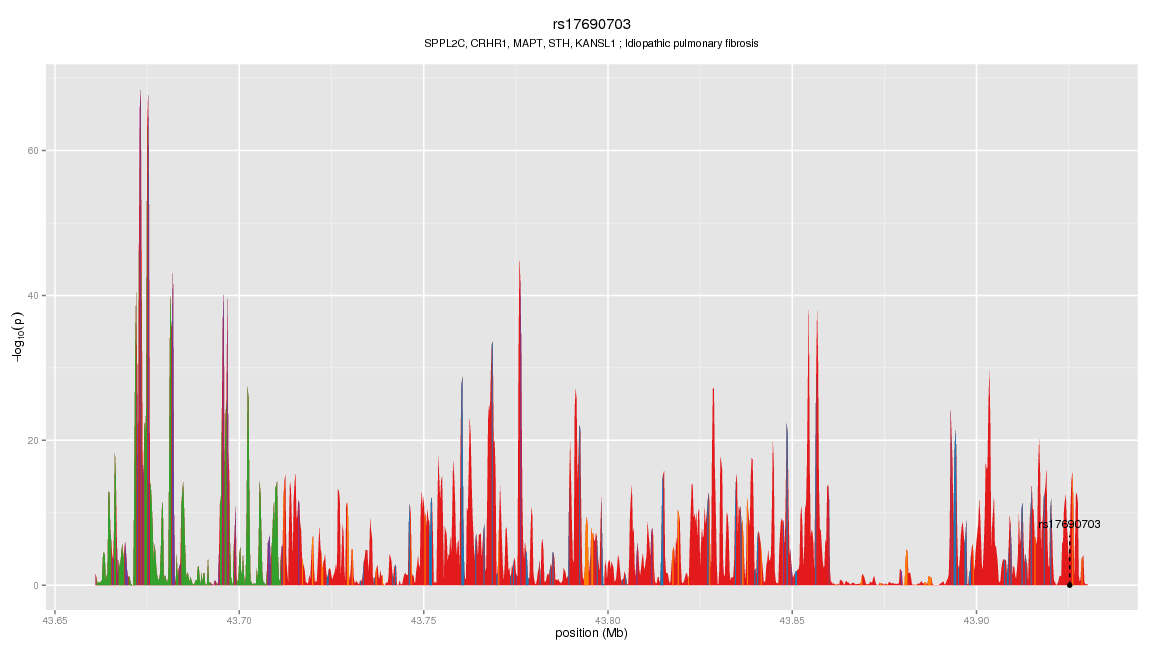 rs17690703
SPPL2C, CRHR1, MAPT, STH, KANSL1 ; Idiopathic pulmonary fibrosis
60
40
20
0
−log10(p)
rs17690703
43.65 43.70 43.75 43.80 43.85 43.90
position (Mb)